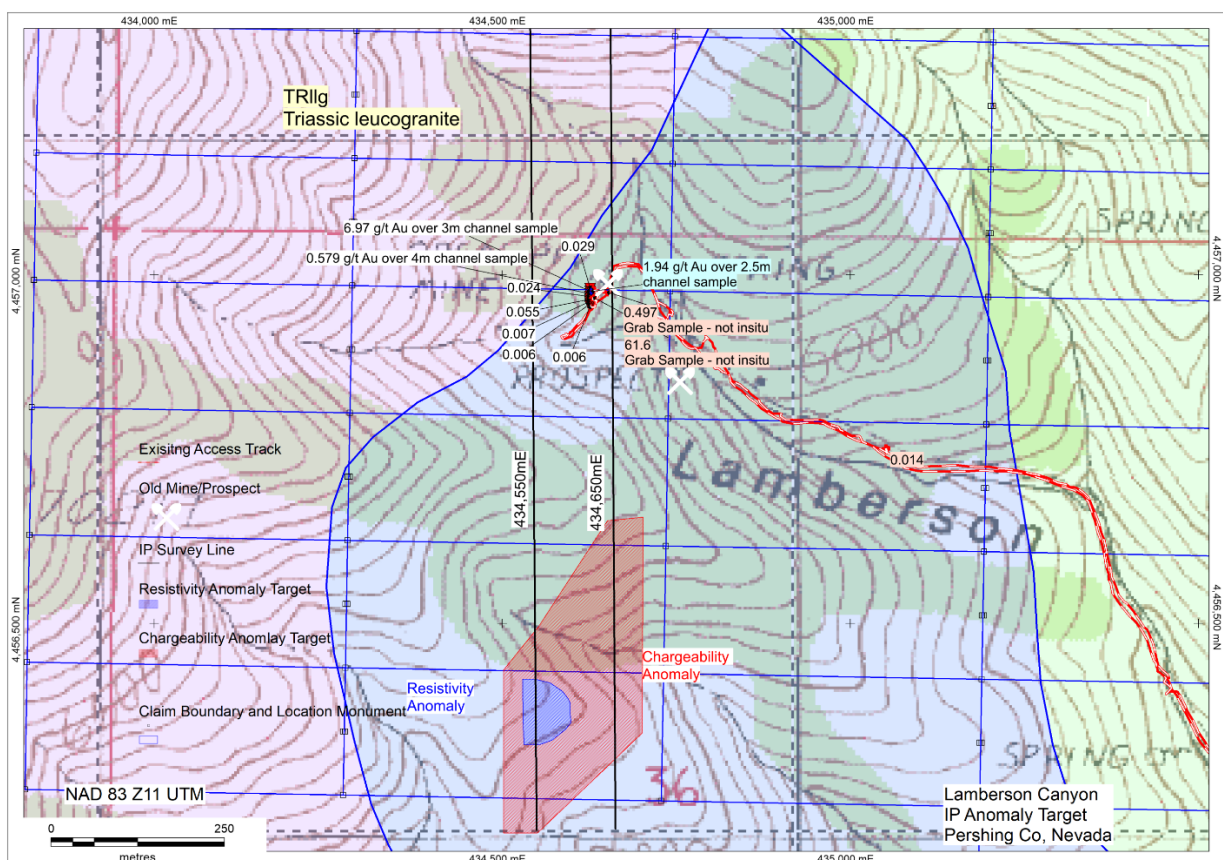 434,000 mE
434,500 mE
435,000 mE
TRllg
Triassic leucogranite
SPRING
6.97 g/t Au over 3m channel sample
0.029
0.579 g/t Au over 4m channel sample
1.94 g/t Au over 2.5m
channel sample
4,457,000 mN
4,457,000 mN
MINE
0.024
0.055
0.497
Grab Sample - not insitu
0.007
61.6
0.006
0.006
Grab Sample - not insitu
PROSPECT
5000
Exisitng Access Track
Lamberson
0.014
434,550mE
434,650mE
Old Mine/Prospect
IP Survey Line
Resistivity Anomaly Target
4,456,500 mN
4,456,500 mN
Chargeability Anomlay Target
Chargeability
Anomaly
Resistivity
Anomaly
Claim Boundary and Location Monument
SPRING
36
NAD 83 Z11 UTM
Lamberson Canyon
IP Anomaly Target
Pershing Co, Nevada
0
250
metres
434,500 mE
435,000 mE